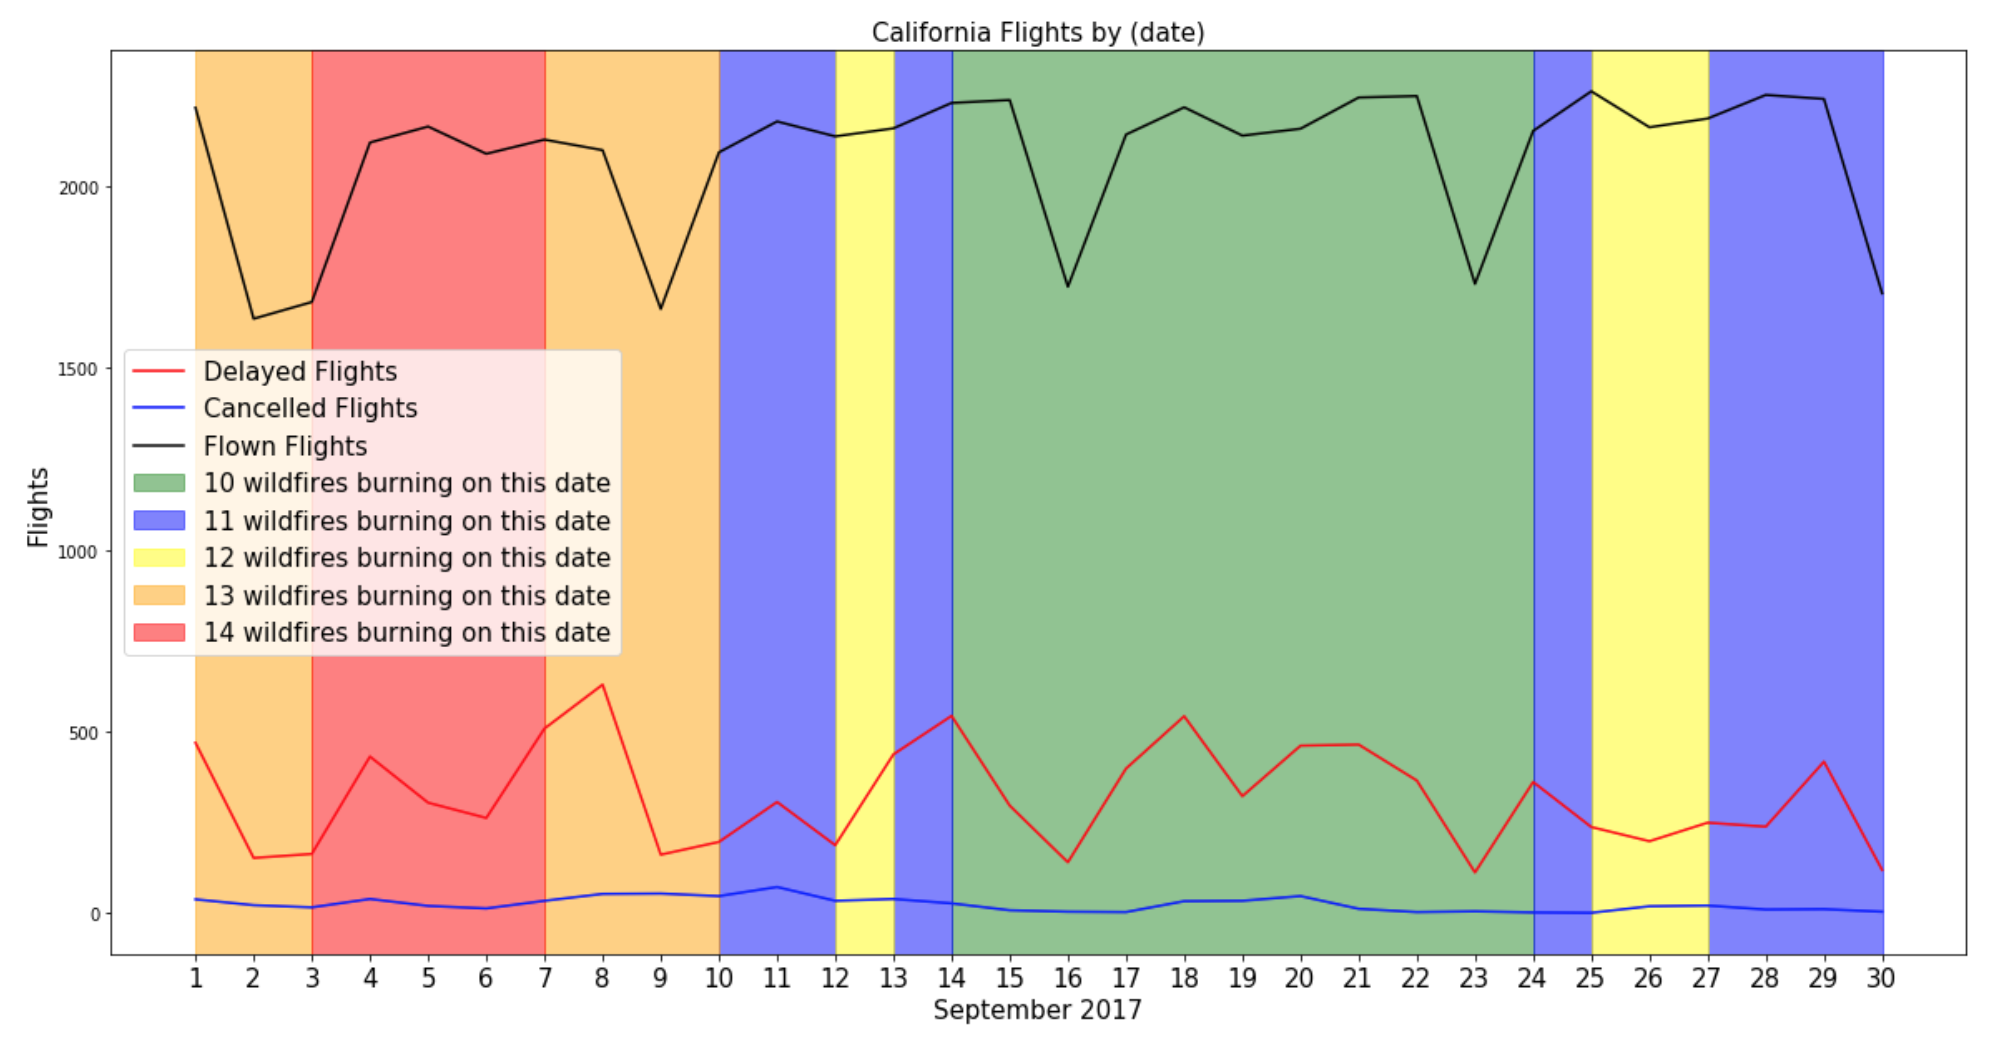 California Flights by (date)
2000
1500
1000
500
0
Flights
Delayed Flights
Cancelled Flights
Flown Flights
10 wildfires burning on this date
11 wildfires burning on this date
12 wildfires burning on this date
13 wildfires burning on this date
14 wildfires burning on this date
1 2 3 4 5 6 7 8 9 10 11 12 13 14 15 16 17 18 19 20 21 22 23 24 25 26 27 28 29 30
September 2017